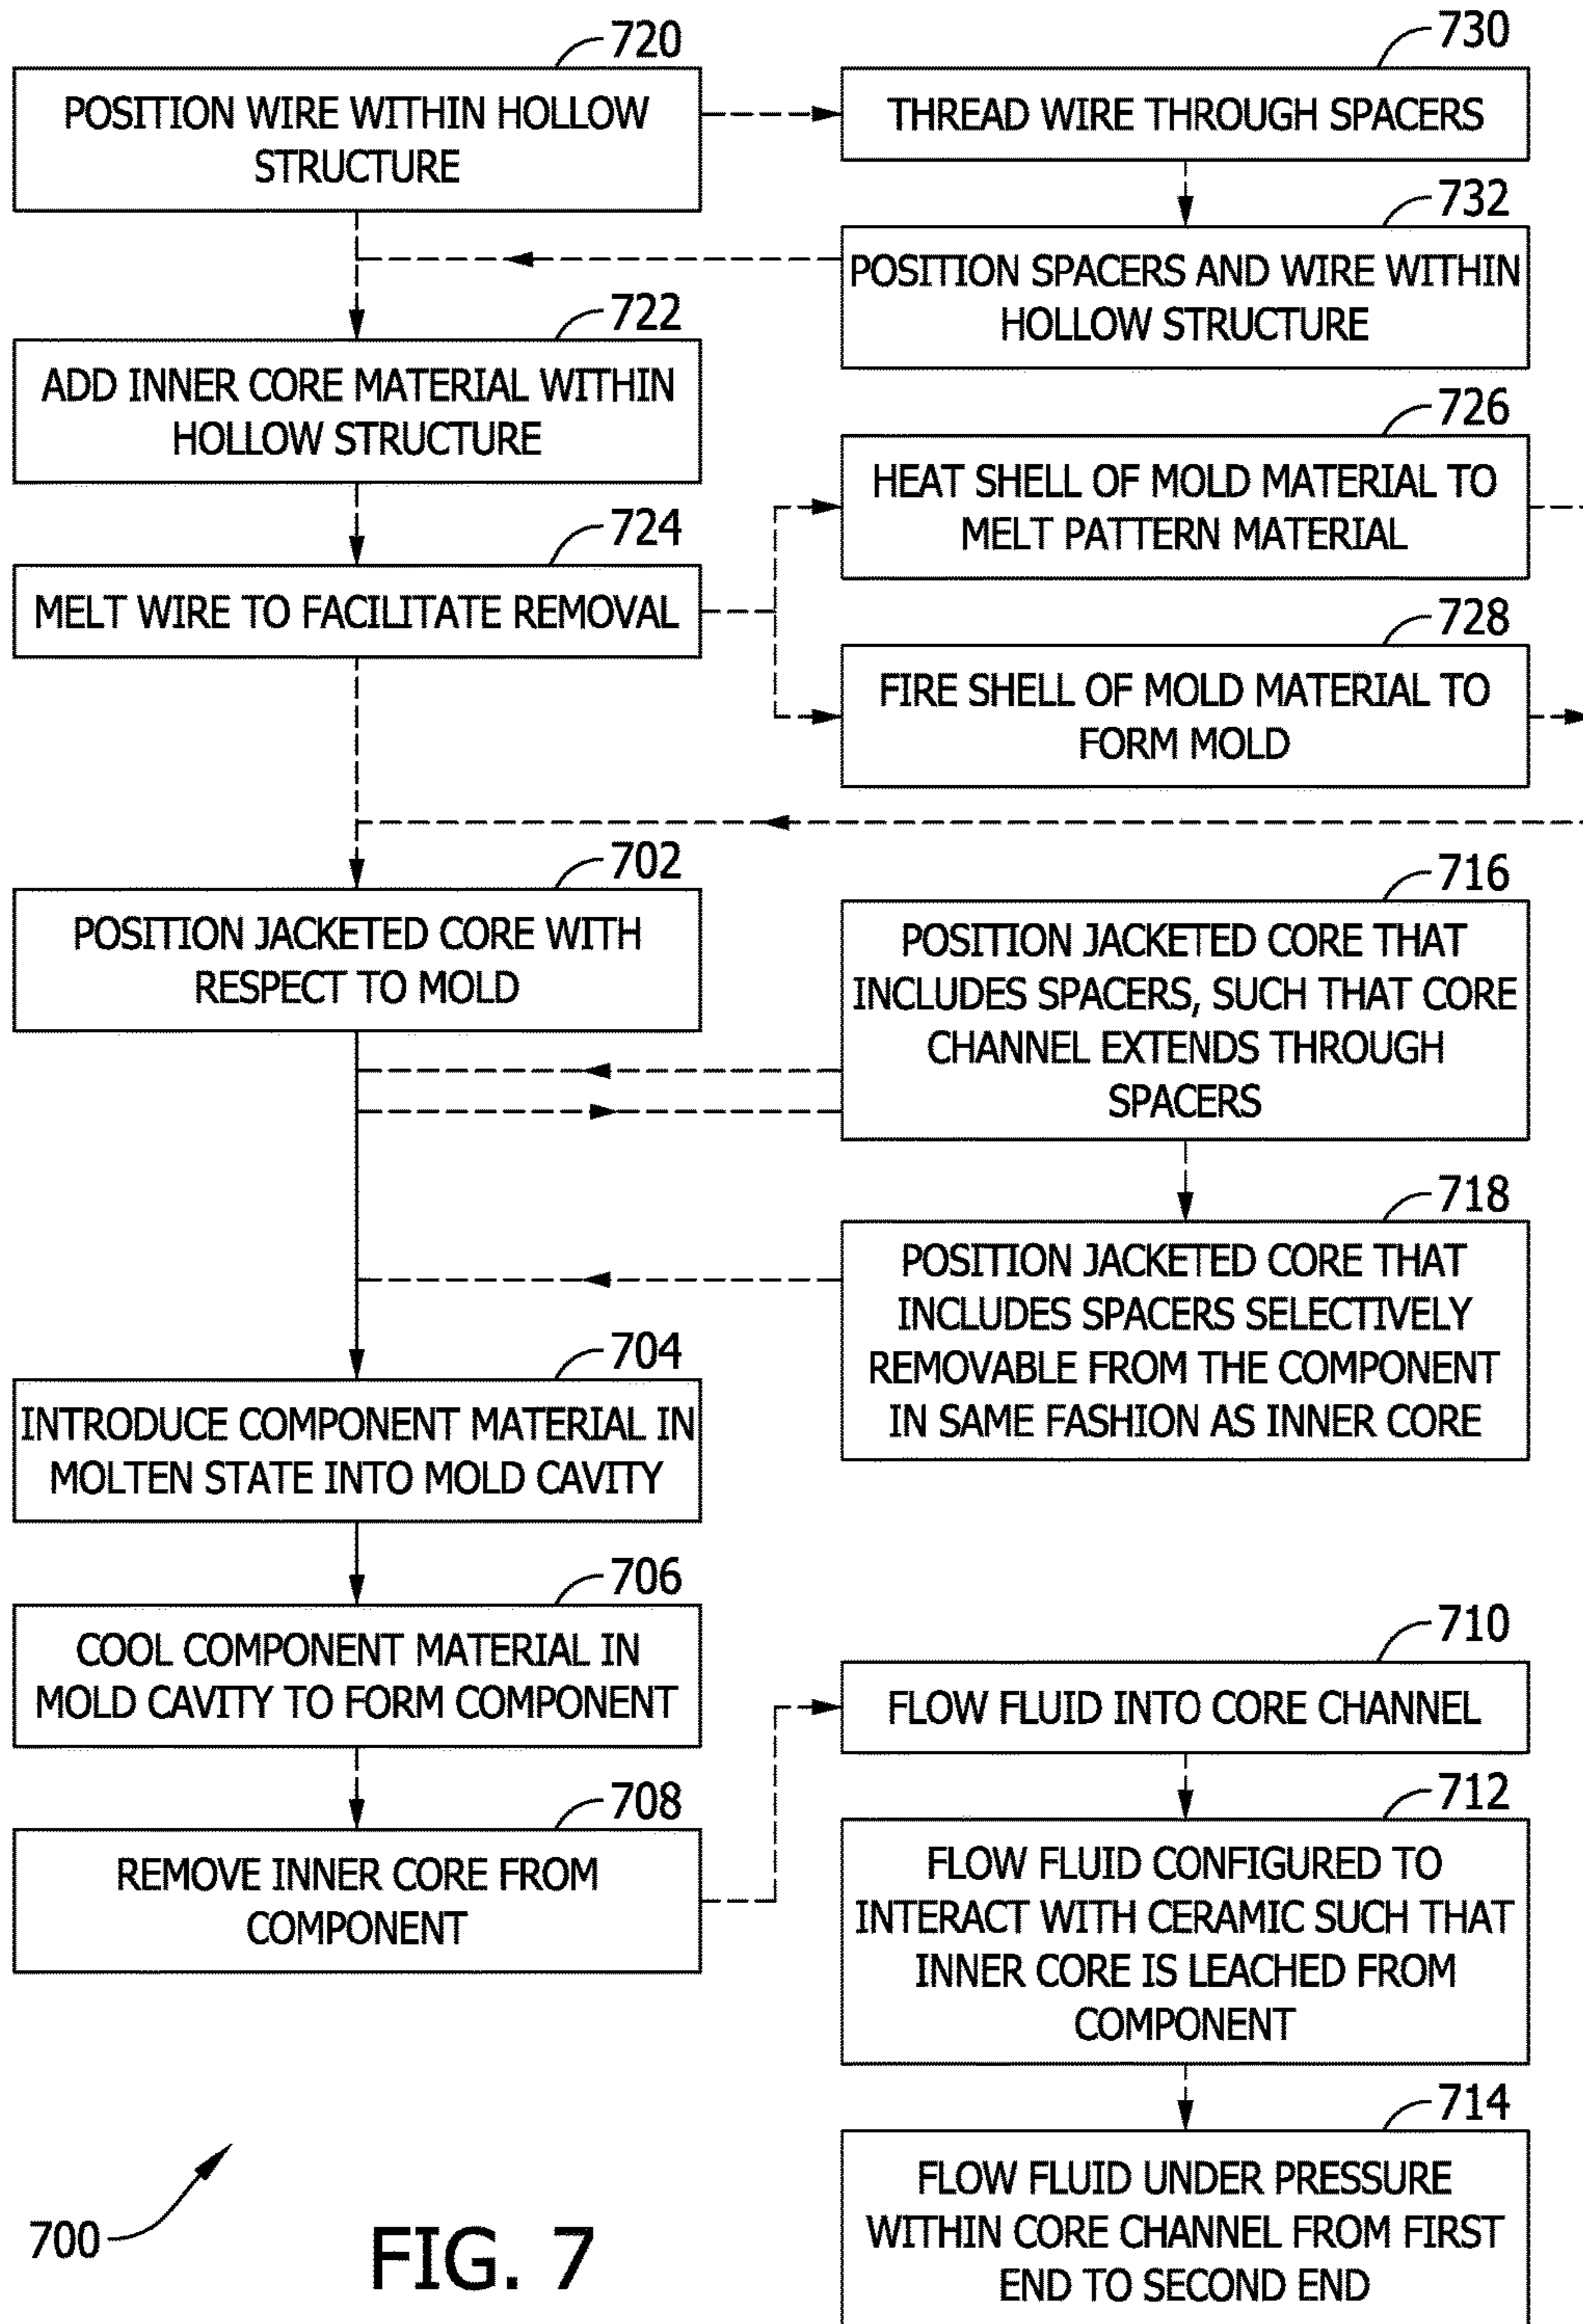 720
POSITION WIRE WITHIN HOLLOW
STRUCTURE
730
THREAD WIRE THROUGH SPACERS
732
POSITION SPACERS AND WIRE WITHIN
HOLLOW STRUCTURE
722
ADD INNER CORE MATERIAL WITHIN
HOLLOW STRUCTURE
724
MELT WIRE TO FACILITATE REMOVAL
726
HEAT SHELL OF MOLD MATERIAL TO
MELT PATTERN MATERIAL
728
FIRE SHELL OF MOLD MATERIAL TO
FORM MOLD
702
POSITION JACKETED CORE WITH
RESPECT TO MOLD
716
POSITION JACKETED CORE THAT
INCLUDES SPACERS, SUCH THAT CORE
CHANNEL EXTENDS THROUGH
SPACERS
718
POSITION JACKETED CORE THAT
INCLUDES SPACERS SELECTIVELY
REMOVABLE FROM THE COMPONENT
IN SAME FASHION AS INNER CORE
704
INTRODUCE COMPONENT MATERIAL IN
MOLTEN STATE INTO MOLD CAVITY
706
COOL COMPONENT MATERIAL IN
MOLD CAVITY TO FORM COMPONENT
708
REMOVE INNER CORE FROM
COMPONENT
710
FLOW FLUID INTO CORE CHANNEL
712
FLOW FLUID CONFIGURED TO
INTERACT WITH CERAMIC SUCH THAT
INNER CORE IS LEACHED FROM
COMPONENT
714
FLOW FLUID UNDER PRESSURE
WITHIN CORE CHANNEL FROM FIRST
END TO SECOND END
700
FIG. 7